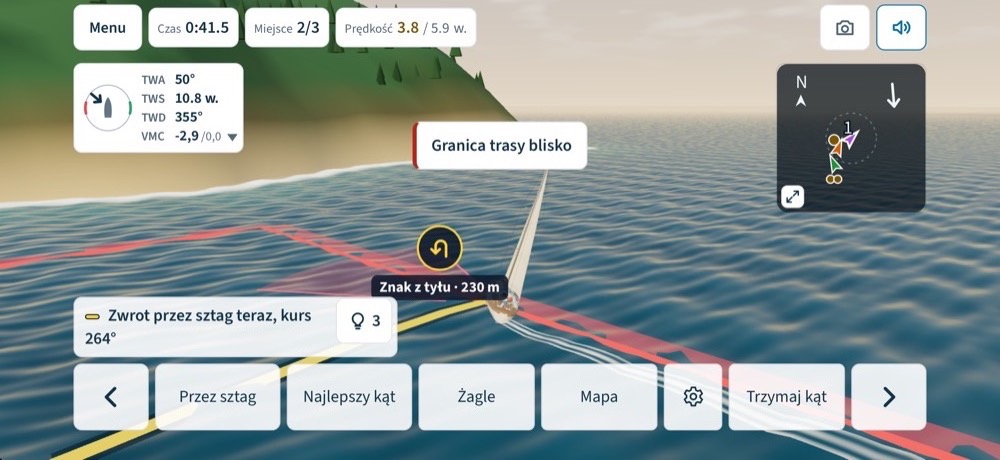 Menu
Czas 0:41.5
Miejsce 2/3
Prędkość 3.8 / 5.9 w.
TWA 50°
TWS 10.8 w.
TWD 355°
VMC -2,9 /0,0
N
1
Granica trasy blisko
Znak z tyłu · 230 m
Zwrot przez sztag teraz, kurs
264°
3
Przez sztag
Najlepszy kąt
Żagle
Mapa
Trzymaj kąt